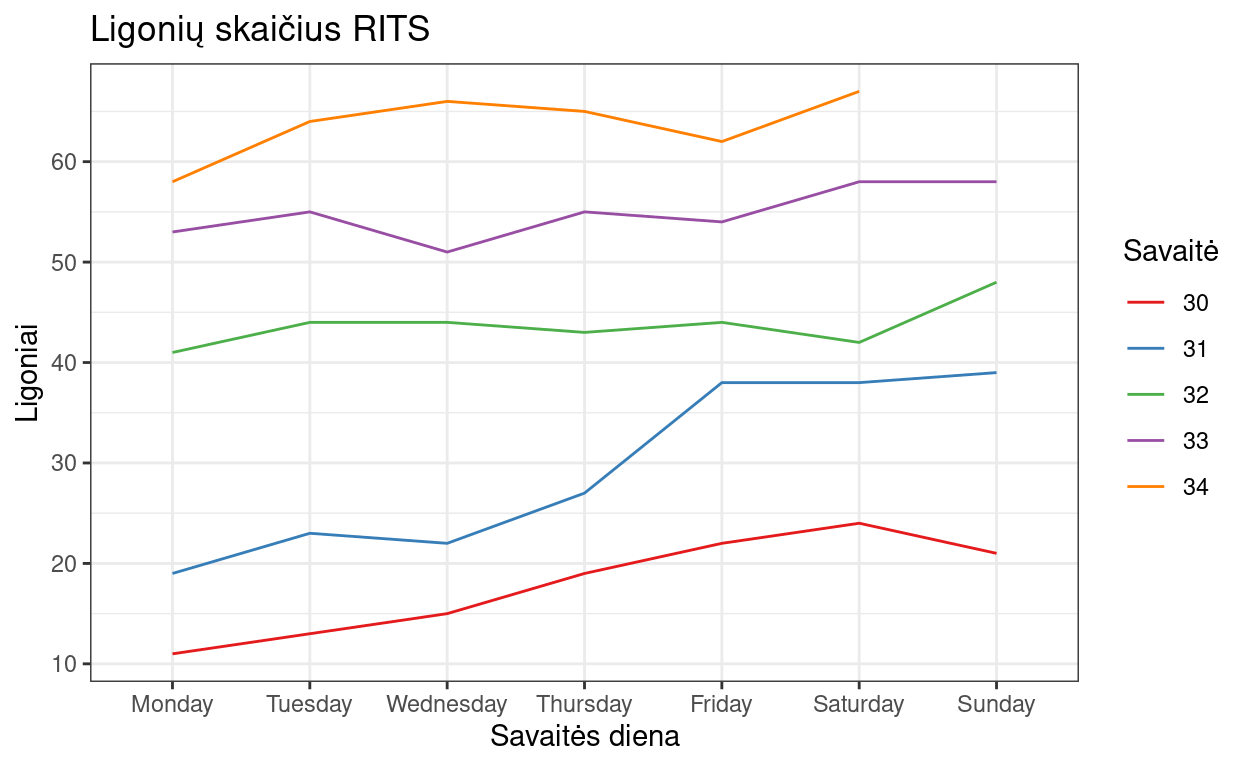 Ligonių skaičius RITS
Ligoniai
60
50
40
30
20
10
Monday Tuesday Wednesday Thursday Friday Saturday Sunday
Savaitės diena
Savaitė
30
31
32
33
34